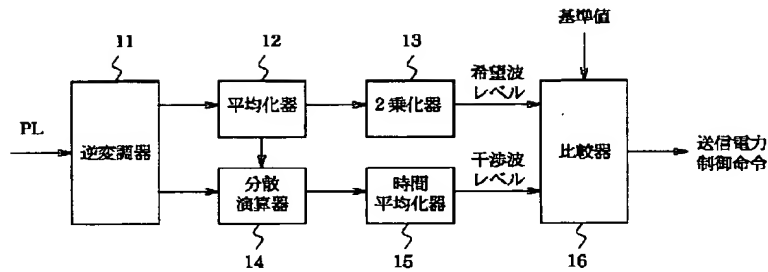 基準値
11
12
13
希望波
レベル
PL
逆変調器
平均化器
2乗化器
比較器
送信電力
制御命令
干渉波
レベル
分散
演算器
時間
平均化器
14
15
16